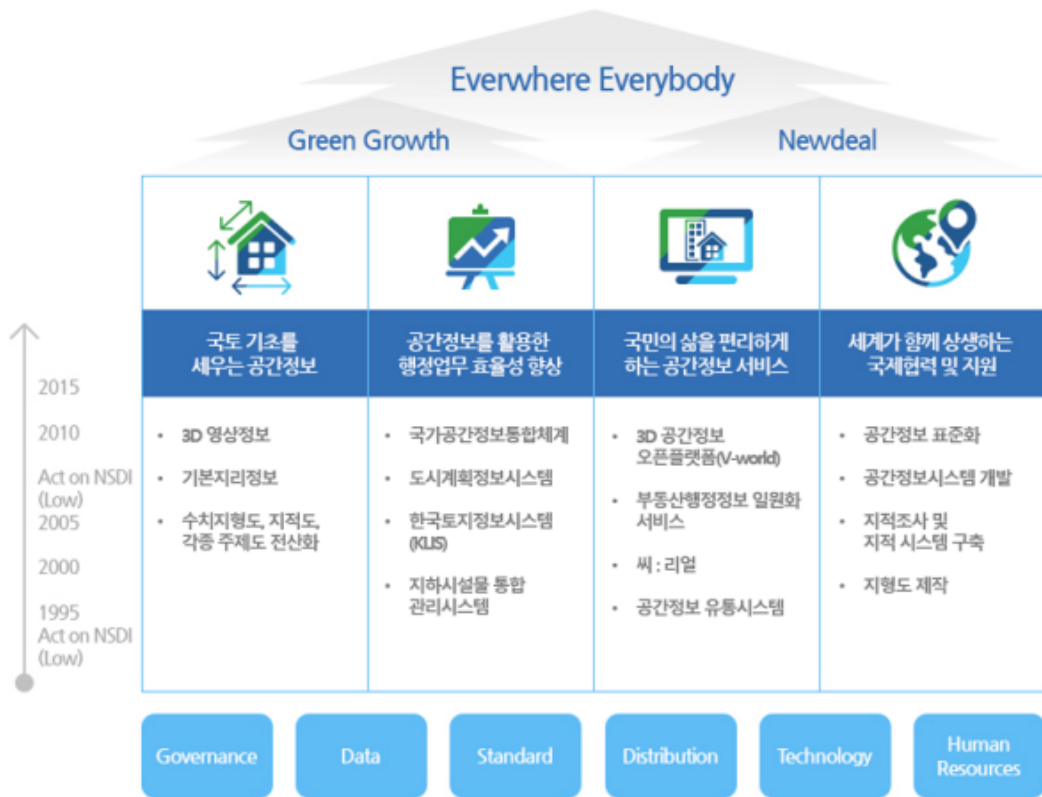 Everwhere Everybody
Green Growth
Newdeal
국토 기초를
세우는 공간정보
공간정보를 활용한
행정업무 효율성 향상
국민의 삶을 편리하게
하는 공간정보 서비스
세계가 함께 상생하는
국제협력 및 지원
2015
2010
Act on NSDI
(Low)
2005
2000
1995
Act on NSDI
(Low)
• 3D 영상정보
• 기본지리정보
• 수치지형도, 지적도,
각종 주제도 전산화
• 국가공간정보통합체계
• 도시계획정보시스템
• 한국토지정보시스템
(KLIS)
• 지하시설물 통합
관리시스템
• 3D 공간정보
오픈플랫폼(V-world)
• 부동산행정정보 일원화
서비스
• 씨 : 리얼
• 공간정보 유통시스템
• 공간정보 표준화
• 공간정보시스템 개발
• 지적조사 및
지적 시스템 구축
• 지형도 제작
Governance
Data
Standard
Distribution
Technology
Human
Resources